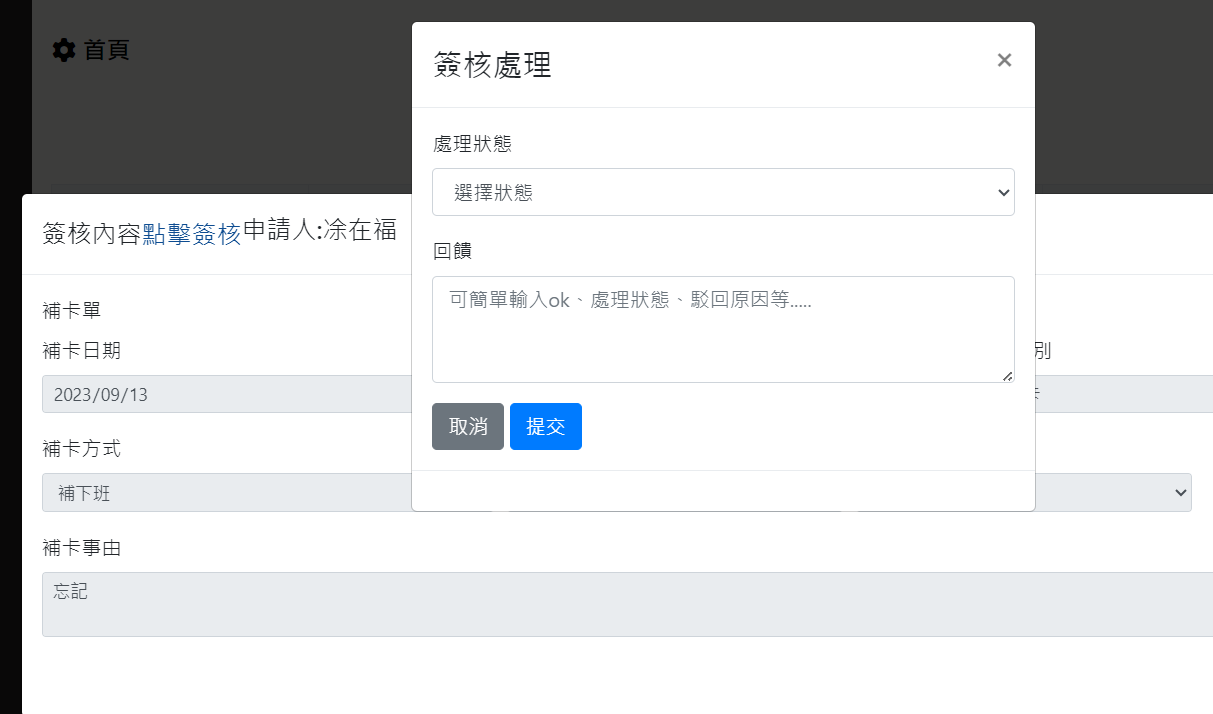 首頁
簽核處理
×
處理狀態
選擇狀態
簽核內容點擊簽核申請人:凃在福
回饋
可簡單輸入ok、處理狀態、駁回原因等.....
補卡單
補卡日期
別
2023/09/13
取消 提交
補卡方式
補下班
補卡事由
忘記